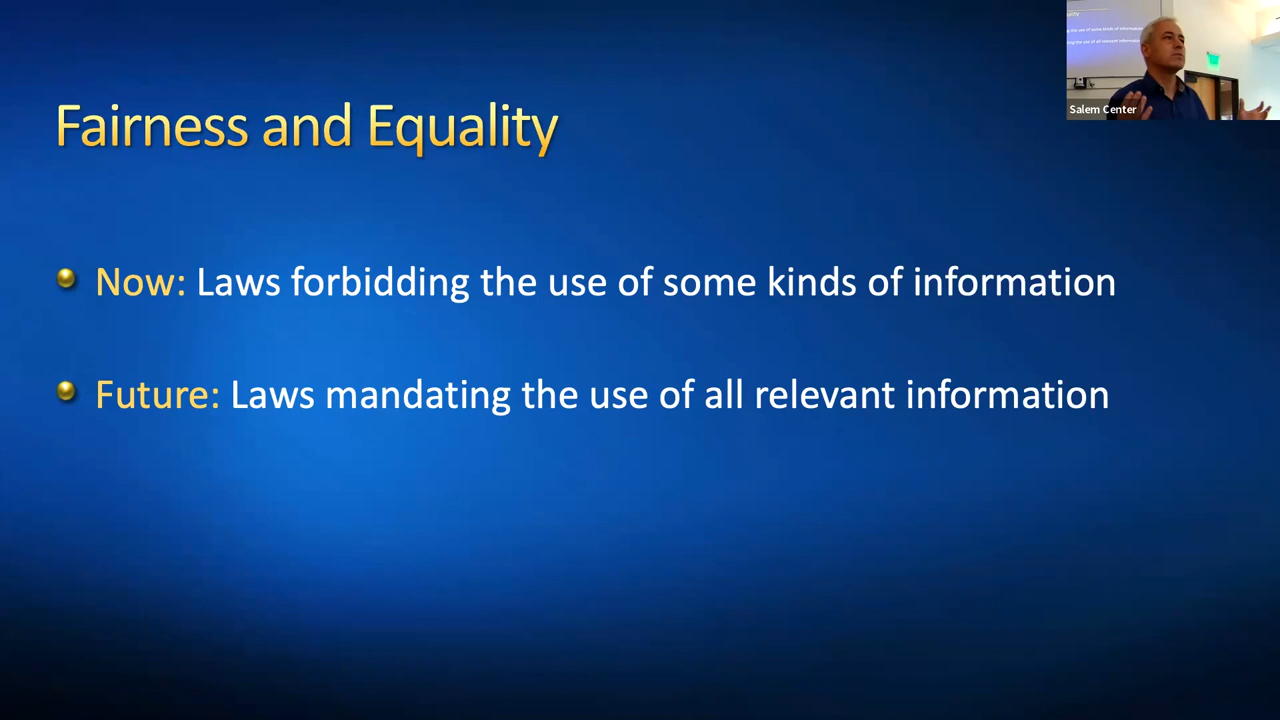 Fairness and Equality
Now: Laws forbidding the use of some kinds of information
Future: Laws mandating the use of all relevant information
Salem Center